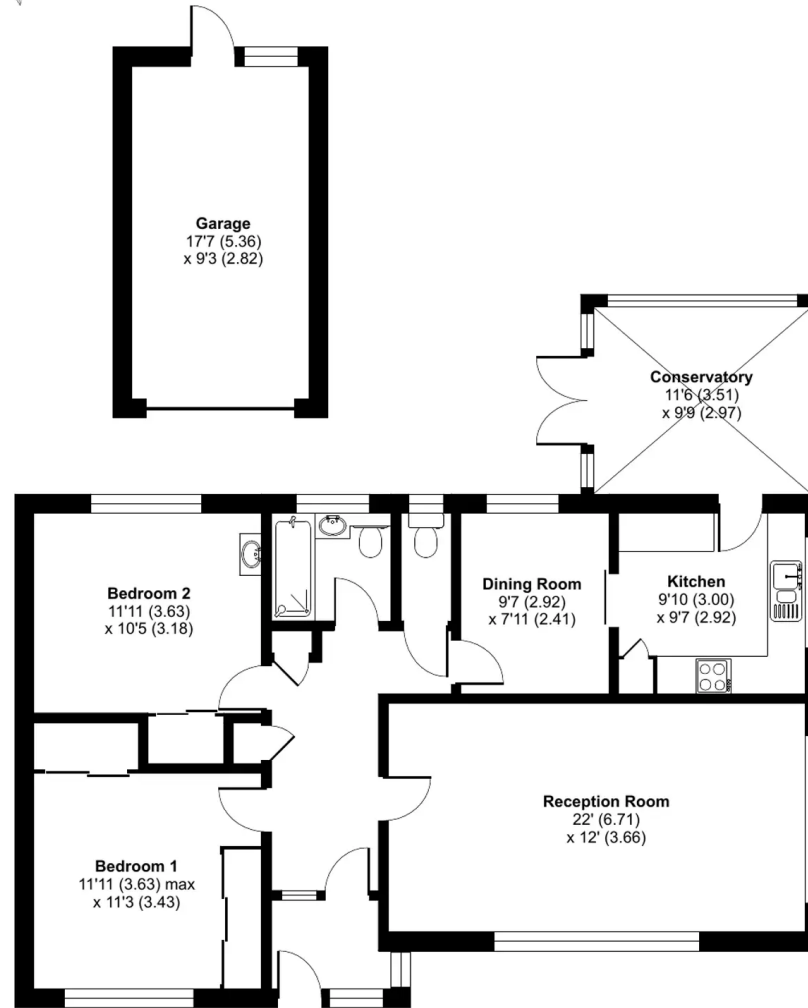 Garage
17'7 (5.36)
x 9'3 (2.82)
Conservatory
11'6 (3.51)
x 9'9 (2.97)
Bedroom 2
11'11 (3.63)
x 10'5 (3.18)
Dining Room
9'7 (2.92)
x 7'11 (2.41)
Kitchen
9'10 (3.00)
x 9'7 (2.92)
Reception Room
22' (6.71)
x 12' (3.66)
Bedroom 1
11'11 (3.63) max
x 11'3 (3.43)